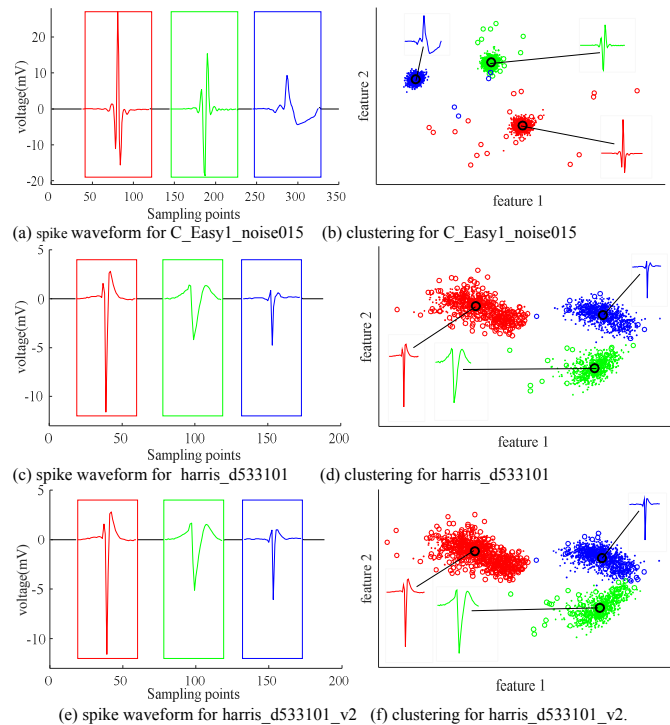 voltage(mV)
20
10
0
-10
-20
O
50
100
150
200
250
300
350
Sampling points
feature 2
feature 1
(a) spike waveform for C_Easy1_noise015 (b) clustering for C_Easy1_noise015
voltage(mV)
5
0
-5
-10
O
50
100
150
200
Sampling points
feature 2
feature 1
(c) spike waveform for harris_d533101 (d) clustering for harris_d533101
voltage(mV)
5
0
-5
-10
O
50
100
150
200
Sampling points
feature 2
feature 1
(e) spike waveform for harris_d533101_v2 (f) clustering for harris_d533101_v2.